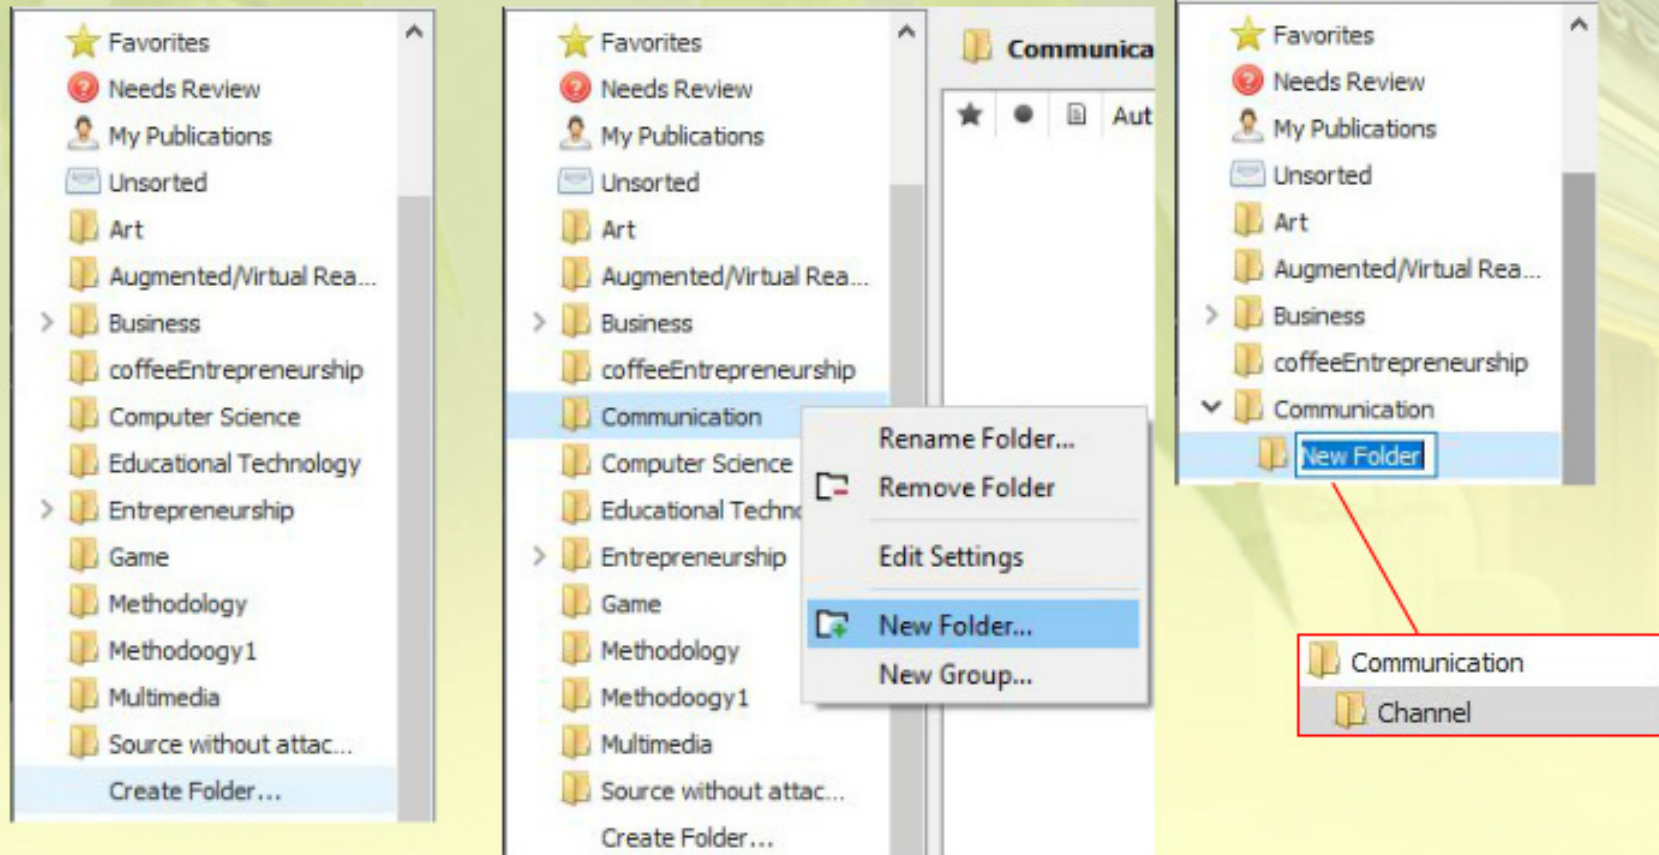 Favorites
Needs Review
My Publications
Unsorted
Art
Augmented/Virtual Rea...
Business
coffeeEntrepreneurship
Computer Science
Educational Technology
Entrepreneurship
Game
Methodology
Methodoogy1
Multimedia
Source without attac...
Create Folder...
Favorites
Needs Review
My Publications
Unsorted
Art
Augmented/Virtual Rea...
Business
coffeeEntrepreneurship
Communication
Computer Science
Educational Techno
Entrepreneurship
Game
Methodology
Methodoogy1
Multimedia
Source without attac...
Create Folder...
Communica
Aut
Rename Folder...
Remove Folder
Edit Settings
New Folder...
New Group...
Favorites
Needs Review
My Publications
Unsorted
Art
Augmented/Virtual Rea...
Business
coffeeEntrepreneurship
Communication
New Folder
Communication
Channel